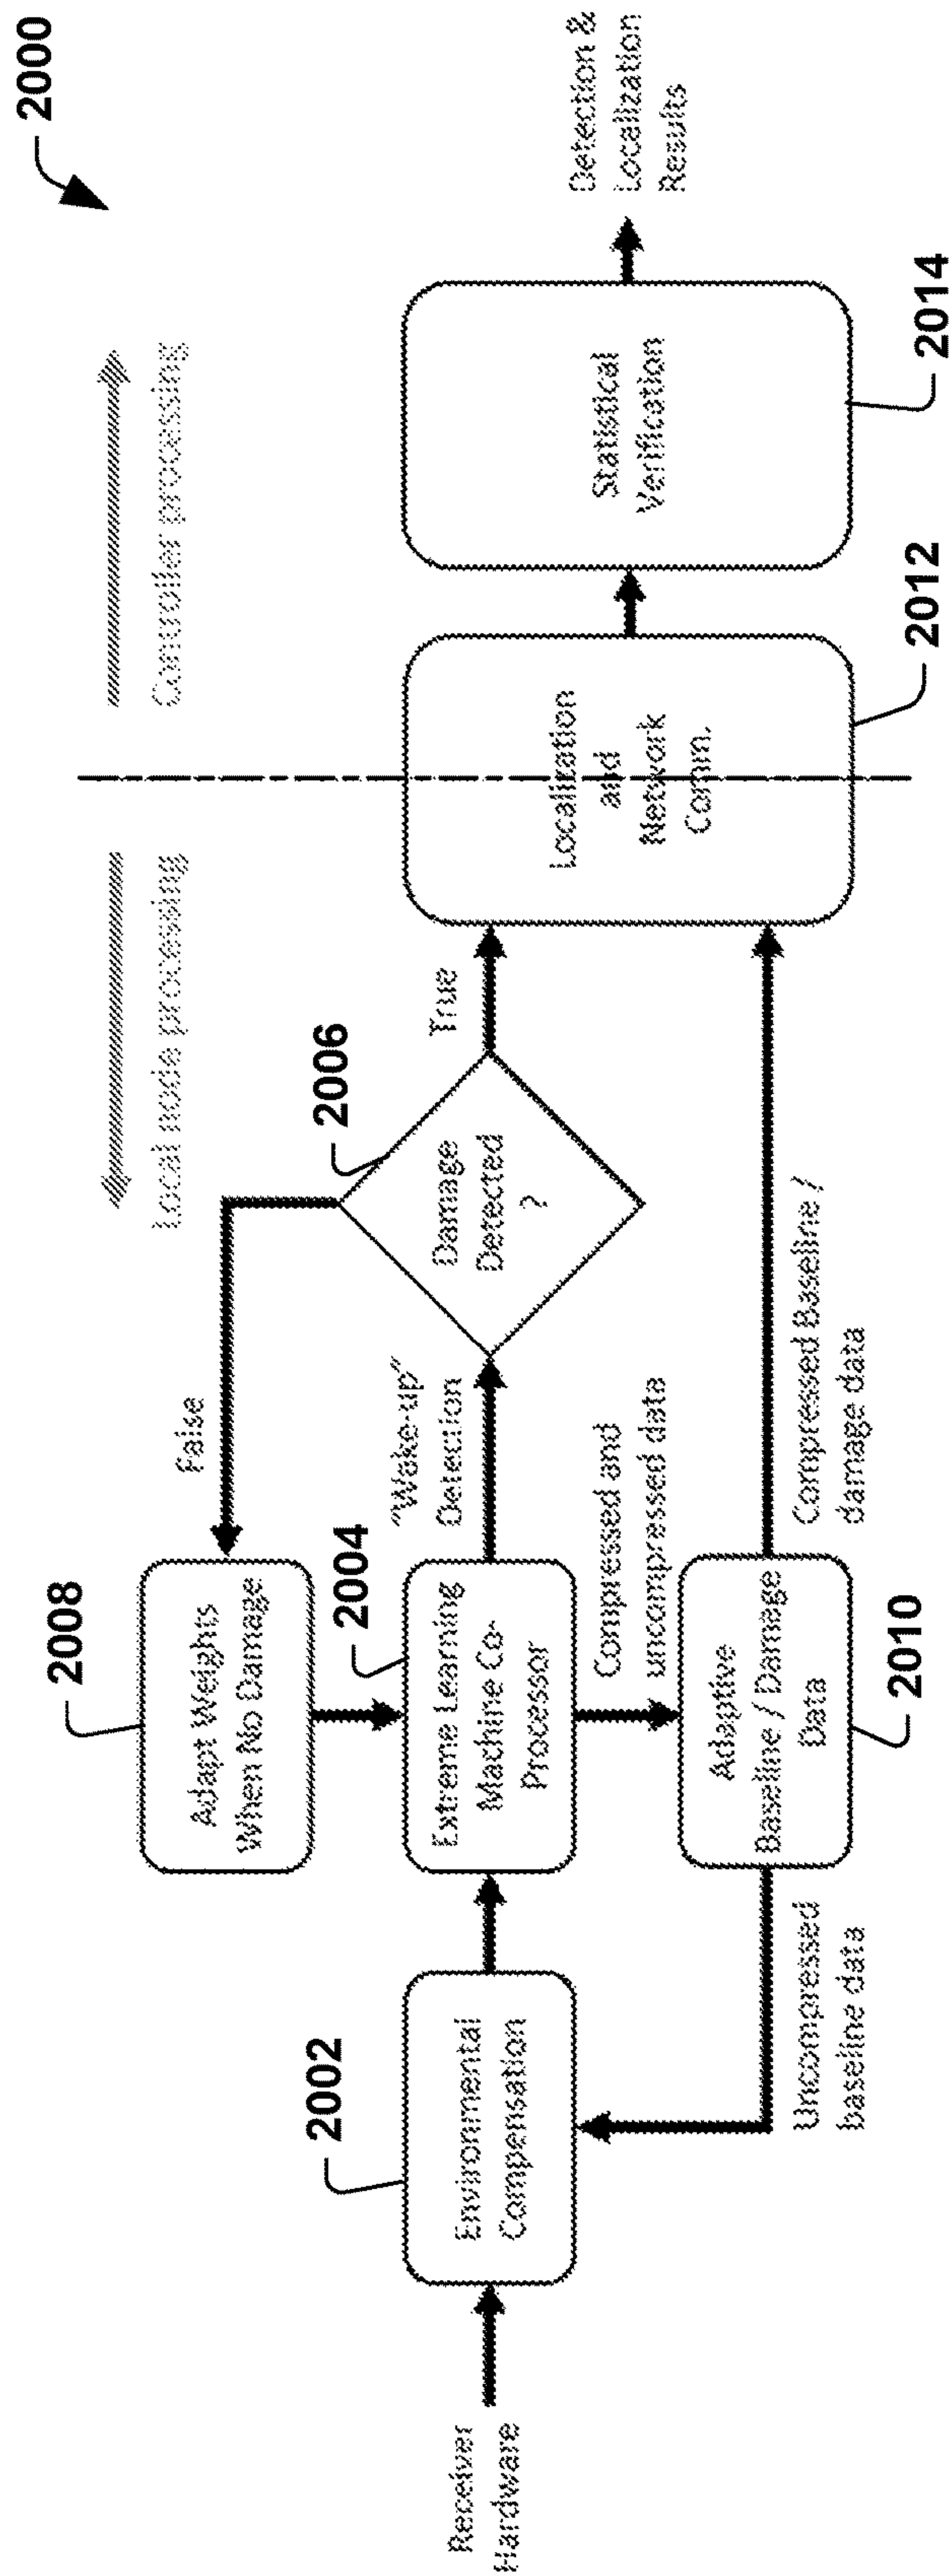 2000
Local node processing
Controller processing
False
2008
Adapt Weights
When No Damage
2006
Damage
Detected
?
True
2002
Receiver
Hardware
Environmental
Compensation
2004
Extreme Learning
Machine Co-
Processor
"Wake-up"
Detection
Localization
and
Network
Comm.
2012
Statistical
Verification
2014
Detection &
Localization
Results
Compressed and
uncompressed data
Adaptive
Baseline / Damage
Data
2010
Uncompressed
baseline data
Compressed Baseline /
damage data